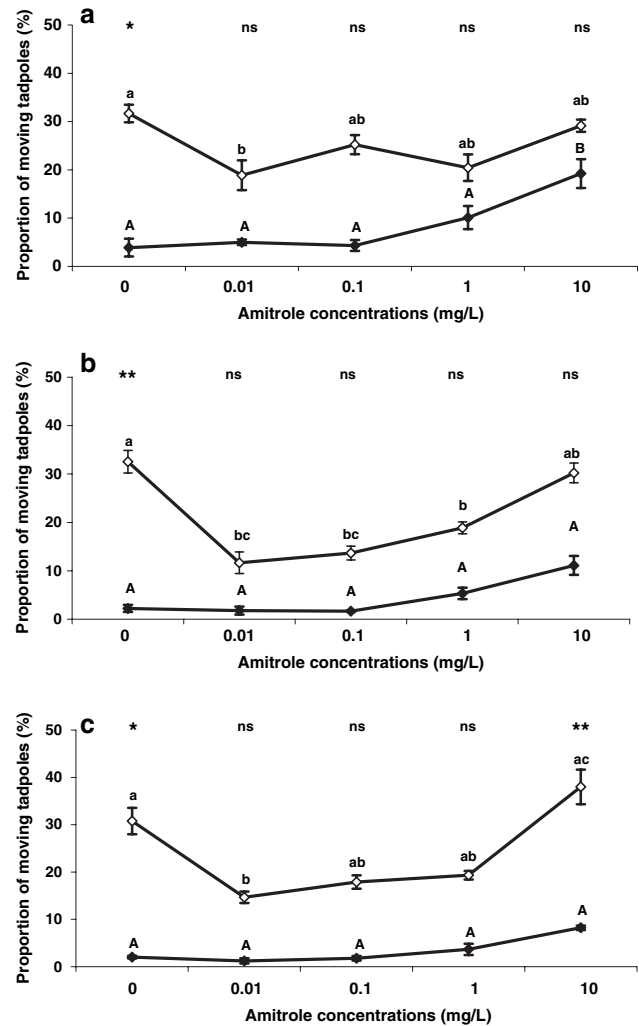 a
* ns ns ns ns
Proportion of moving tadpoles (%)
50
40
30
20
10
0
a b ab ab ab
A A A A B
0 0.01 0.1 1 10
Amitrole concentrations (mg/L)
b
** ns ns ns ns
Proportion of moving tadpoles (%)
50
40
30
20
10
0
a bc bc b ab
A A A A A
0 0.01 0.1 1 10
Amitrole concentrations (mg/L)
c
* ns ns ns **
Proportion of moving tadpoles (%)
50
40
30
20
10
0
a b ab ab ac
A A A A A
0 0.01 0.1 1 10
Amitrole concentrations (mg/L)